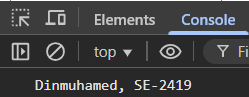 Elements Console
top Fi
Dinmuhamed, SE-2419